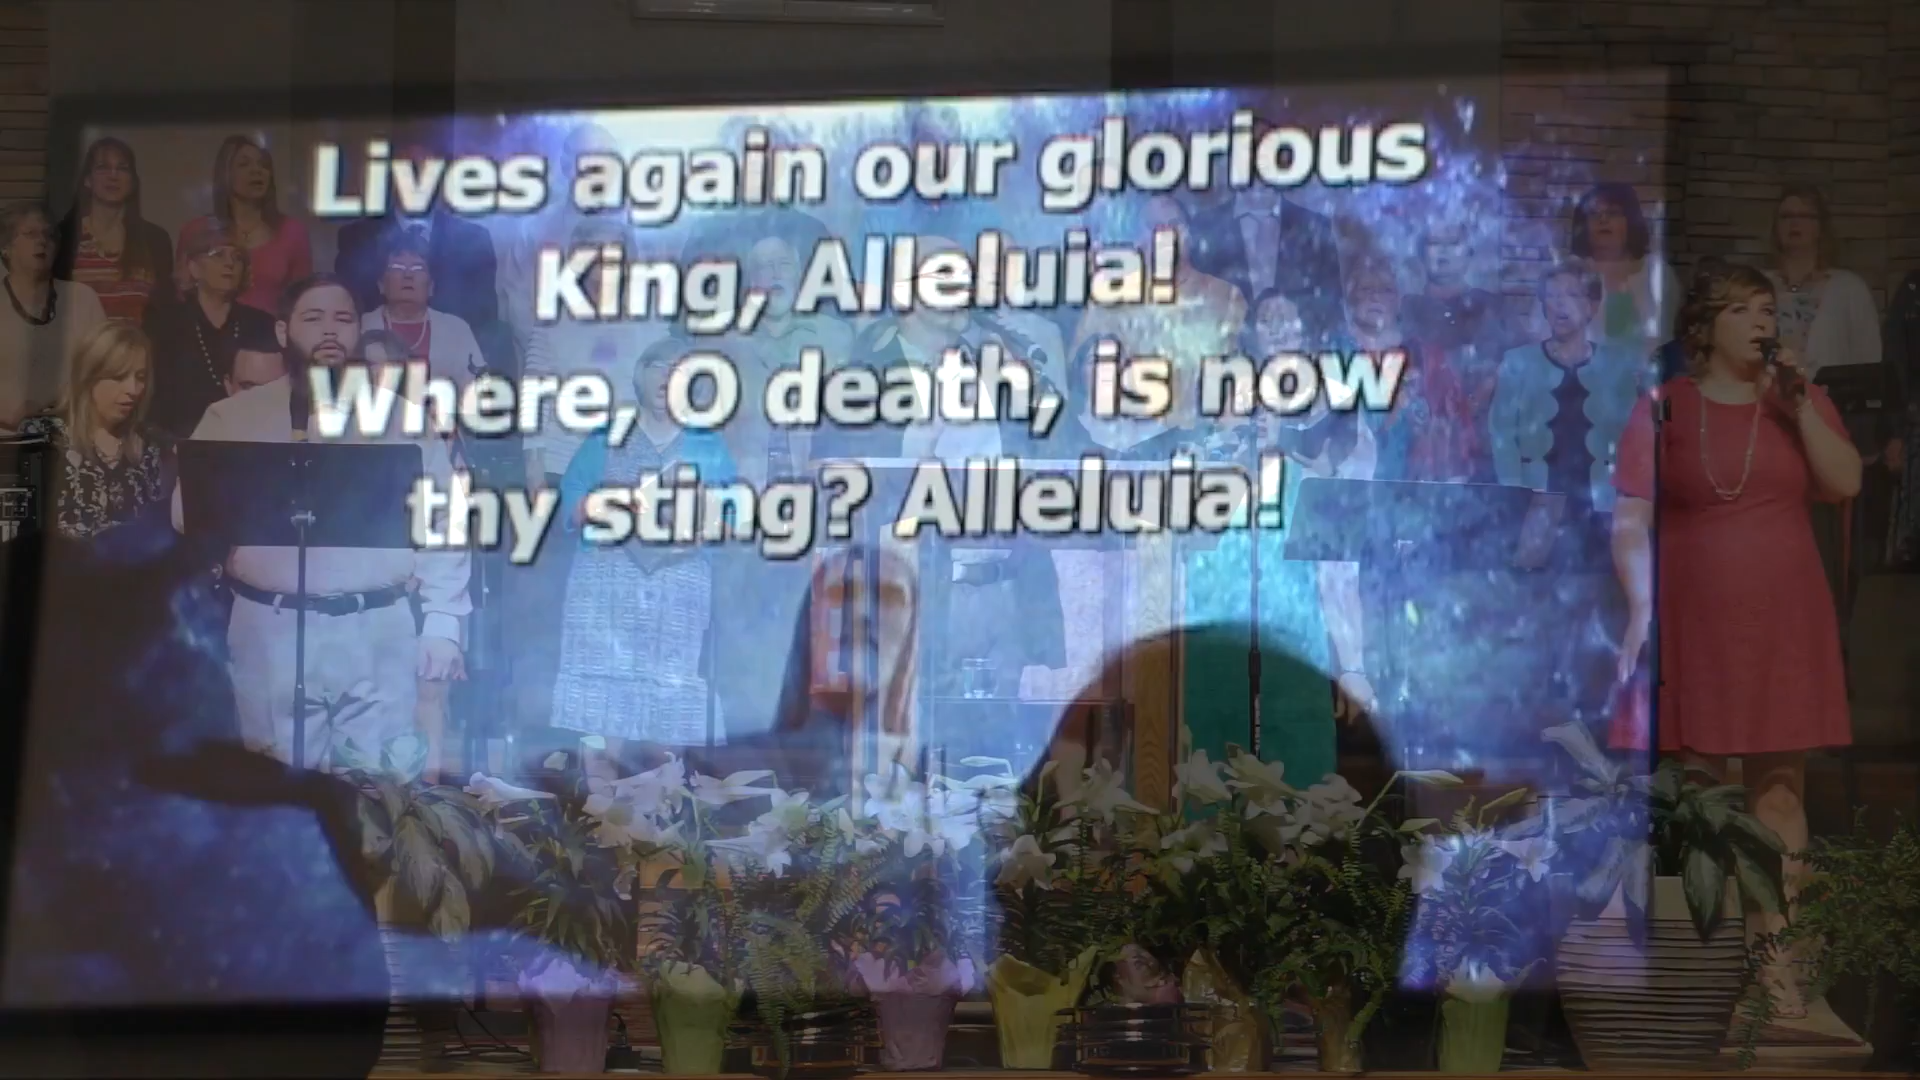 Lives again our glorious
King, Alleluia!
Where, O death, is now
thy sting? Alleluia!